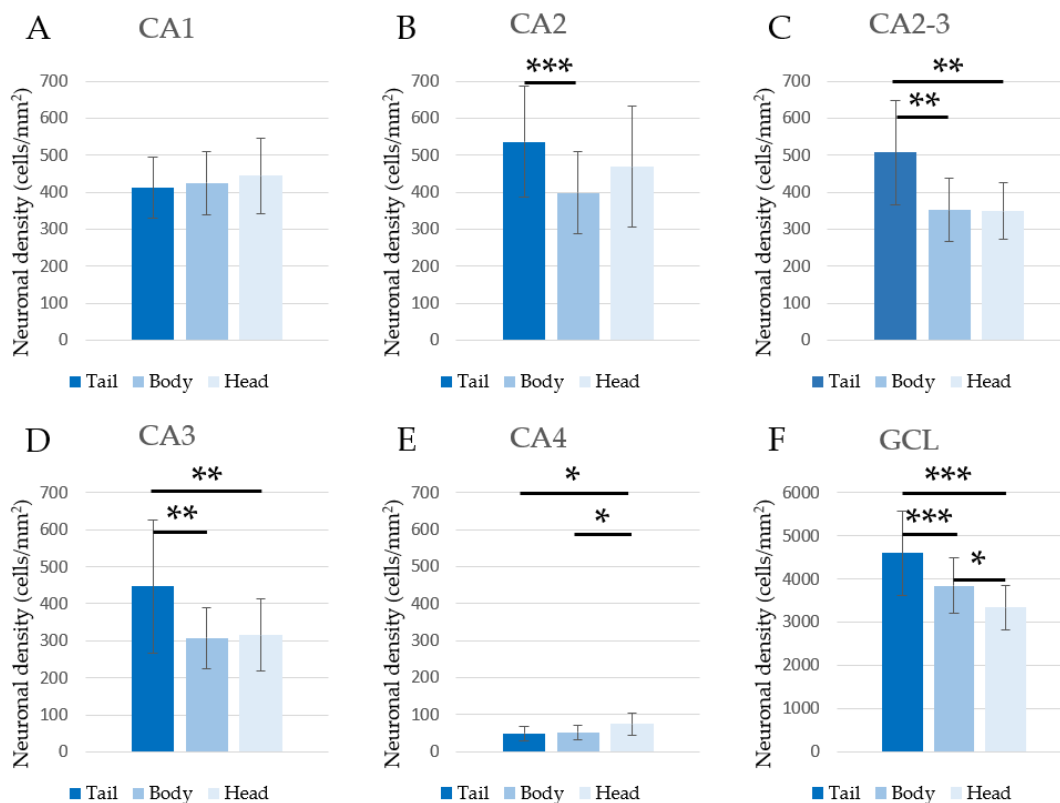 A
CA1
Neuronal density (cells/mm²)
700
600
500
400
300
200
100
0
Tail Body Head
B
CA2
Neuronal density (cells/mm²)
700
600
500
400
300
200
100
0
***
Tail Body Head
C
CA2-3
Neuronal density (cells/mm²)
700
600
500
400
300
200
100
0
**
**
Tail Body Head
D
CA3
Neuronal density (cells/mm²)
700
600
500
400
300
200
100
0
**
**
Tail Body Head
E
CA4
Neuronal density (cells/mm²)
700
600
500
400
300
200
100
0
*
*
Tail Body Head
F
GCL
Neuronal density (cells/mm²)
6000
5000
4000
3000
2000
1000
0
***
***
*
Tail Body Head